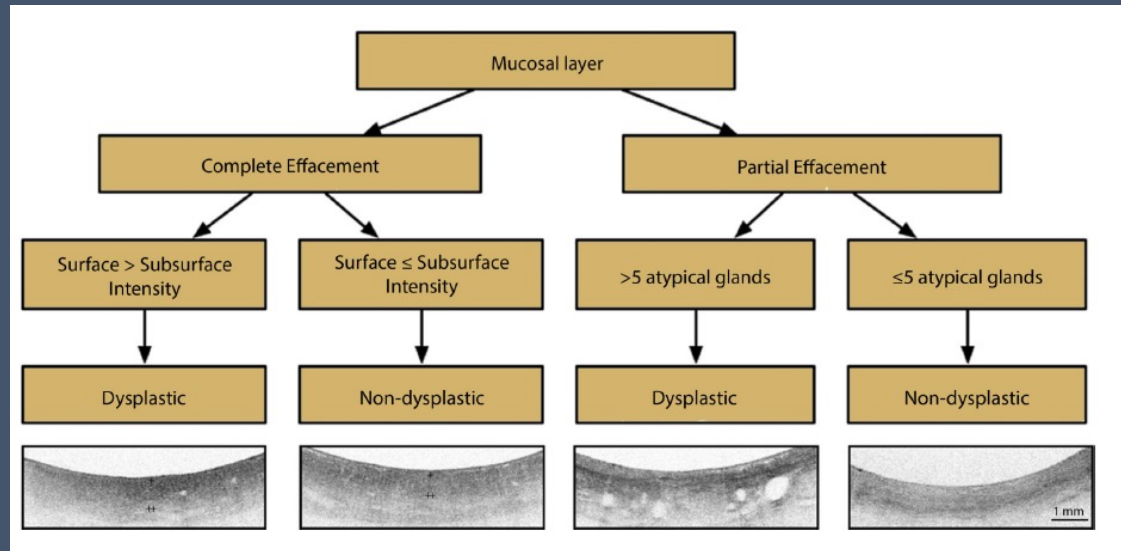 Mucosal layer
Complete Effacement
Partial Effacement
Surface > Subsurface
Intensity
Surface ≤ Subsurface
Intensity
>5 atypical glands
≤5 atypical glands
Dysplastic
Non-dysplastic
Dysplastic
Non-dysplastic
1 mm